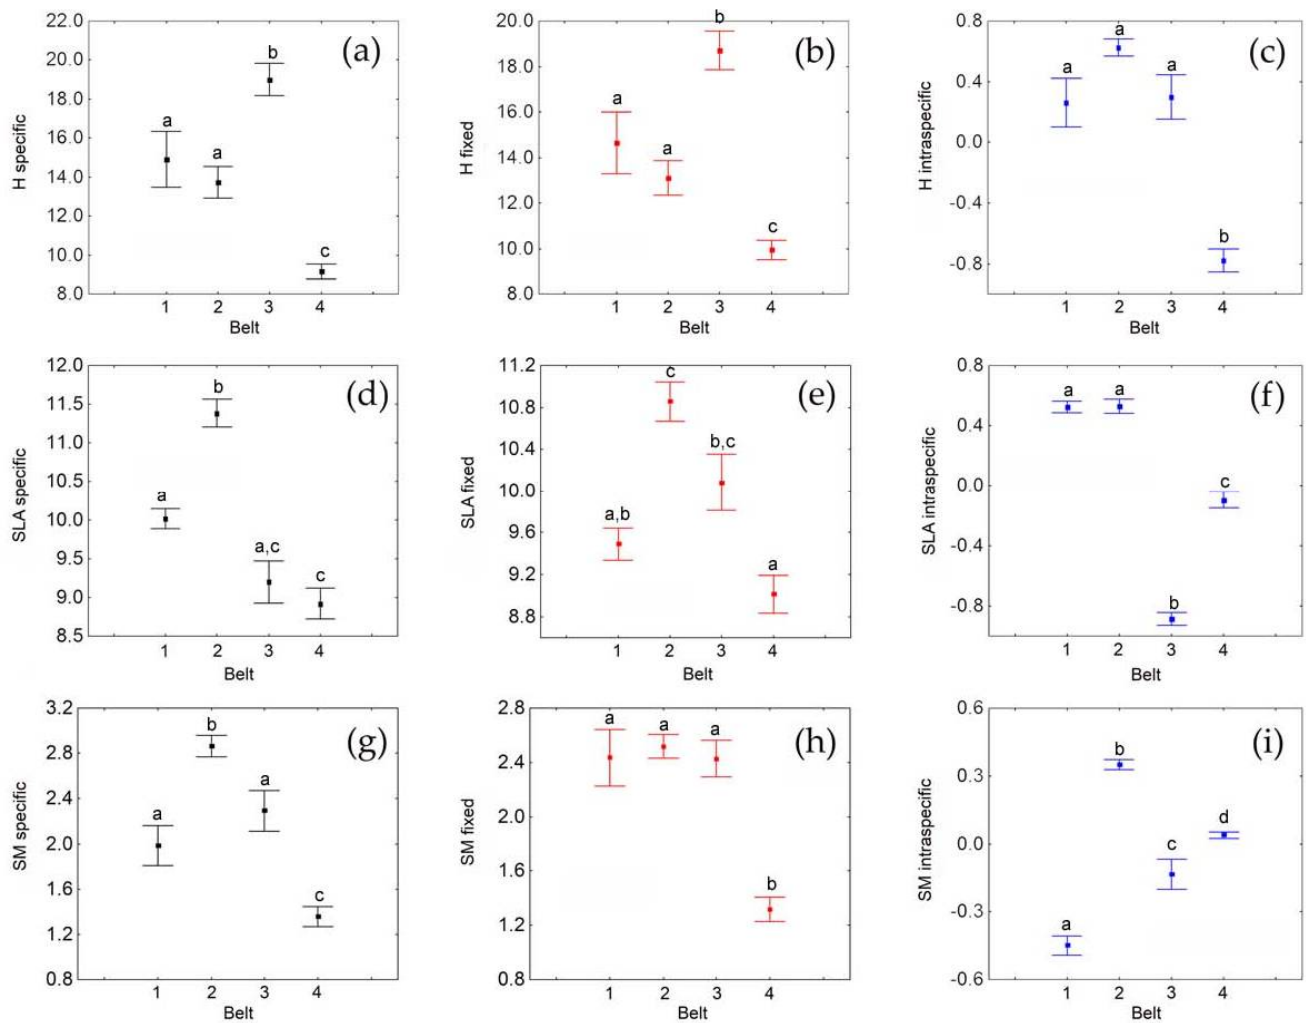 22.0
20.0
18.0
16.0
14.0
12.0
10.0
8.0
H specific
(a)
a
a
b
c
1 2 3 4
Belt
20.0
18.0
16.0
14.0
12.0
10.0
8.0
H fixed
(b)
a
a
b
c
1 2 3 4
Belt
0.8
0.4
0.0
-0.4
-0.8
H intraspecific
(c)
a
a
a
b
1 2 3 4
Belt
12.0
11.5
11.0
10.5
10.0
9.5
9.0
8.5
SLA specific
(d)
a
b
a,c
c
1 2 3 4
Belt
11.2
10.8
10.4
10.0
9.6
9.2
8.8
SLA fixed
(e)
a,b
c
b,c
a
1 2 3 4
Belt
0.8
0.4
0.0
-0.4
-0.8
SLA intraspecific
(f)
a
a
b
c
1 2 3 4
Belt
3.2
2.8
2.4
2.0
1.6
1.2
0.8
SM specific
(g)
a
b
a
c
1 2 3 4
Belt
2.8
2.4
2.0
1.6
1.2
0.8
SM fixed
(h)
a
a
a
b
1 2 3 4
Belt
0.6
0.3
0.0
-0.3
-0.6
SM intraspecific
(i)
a
b
c
d
1 2 3 4
Belt